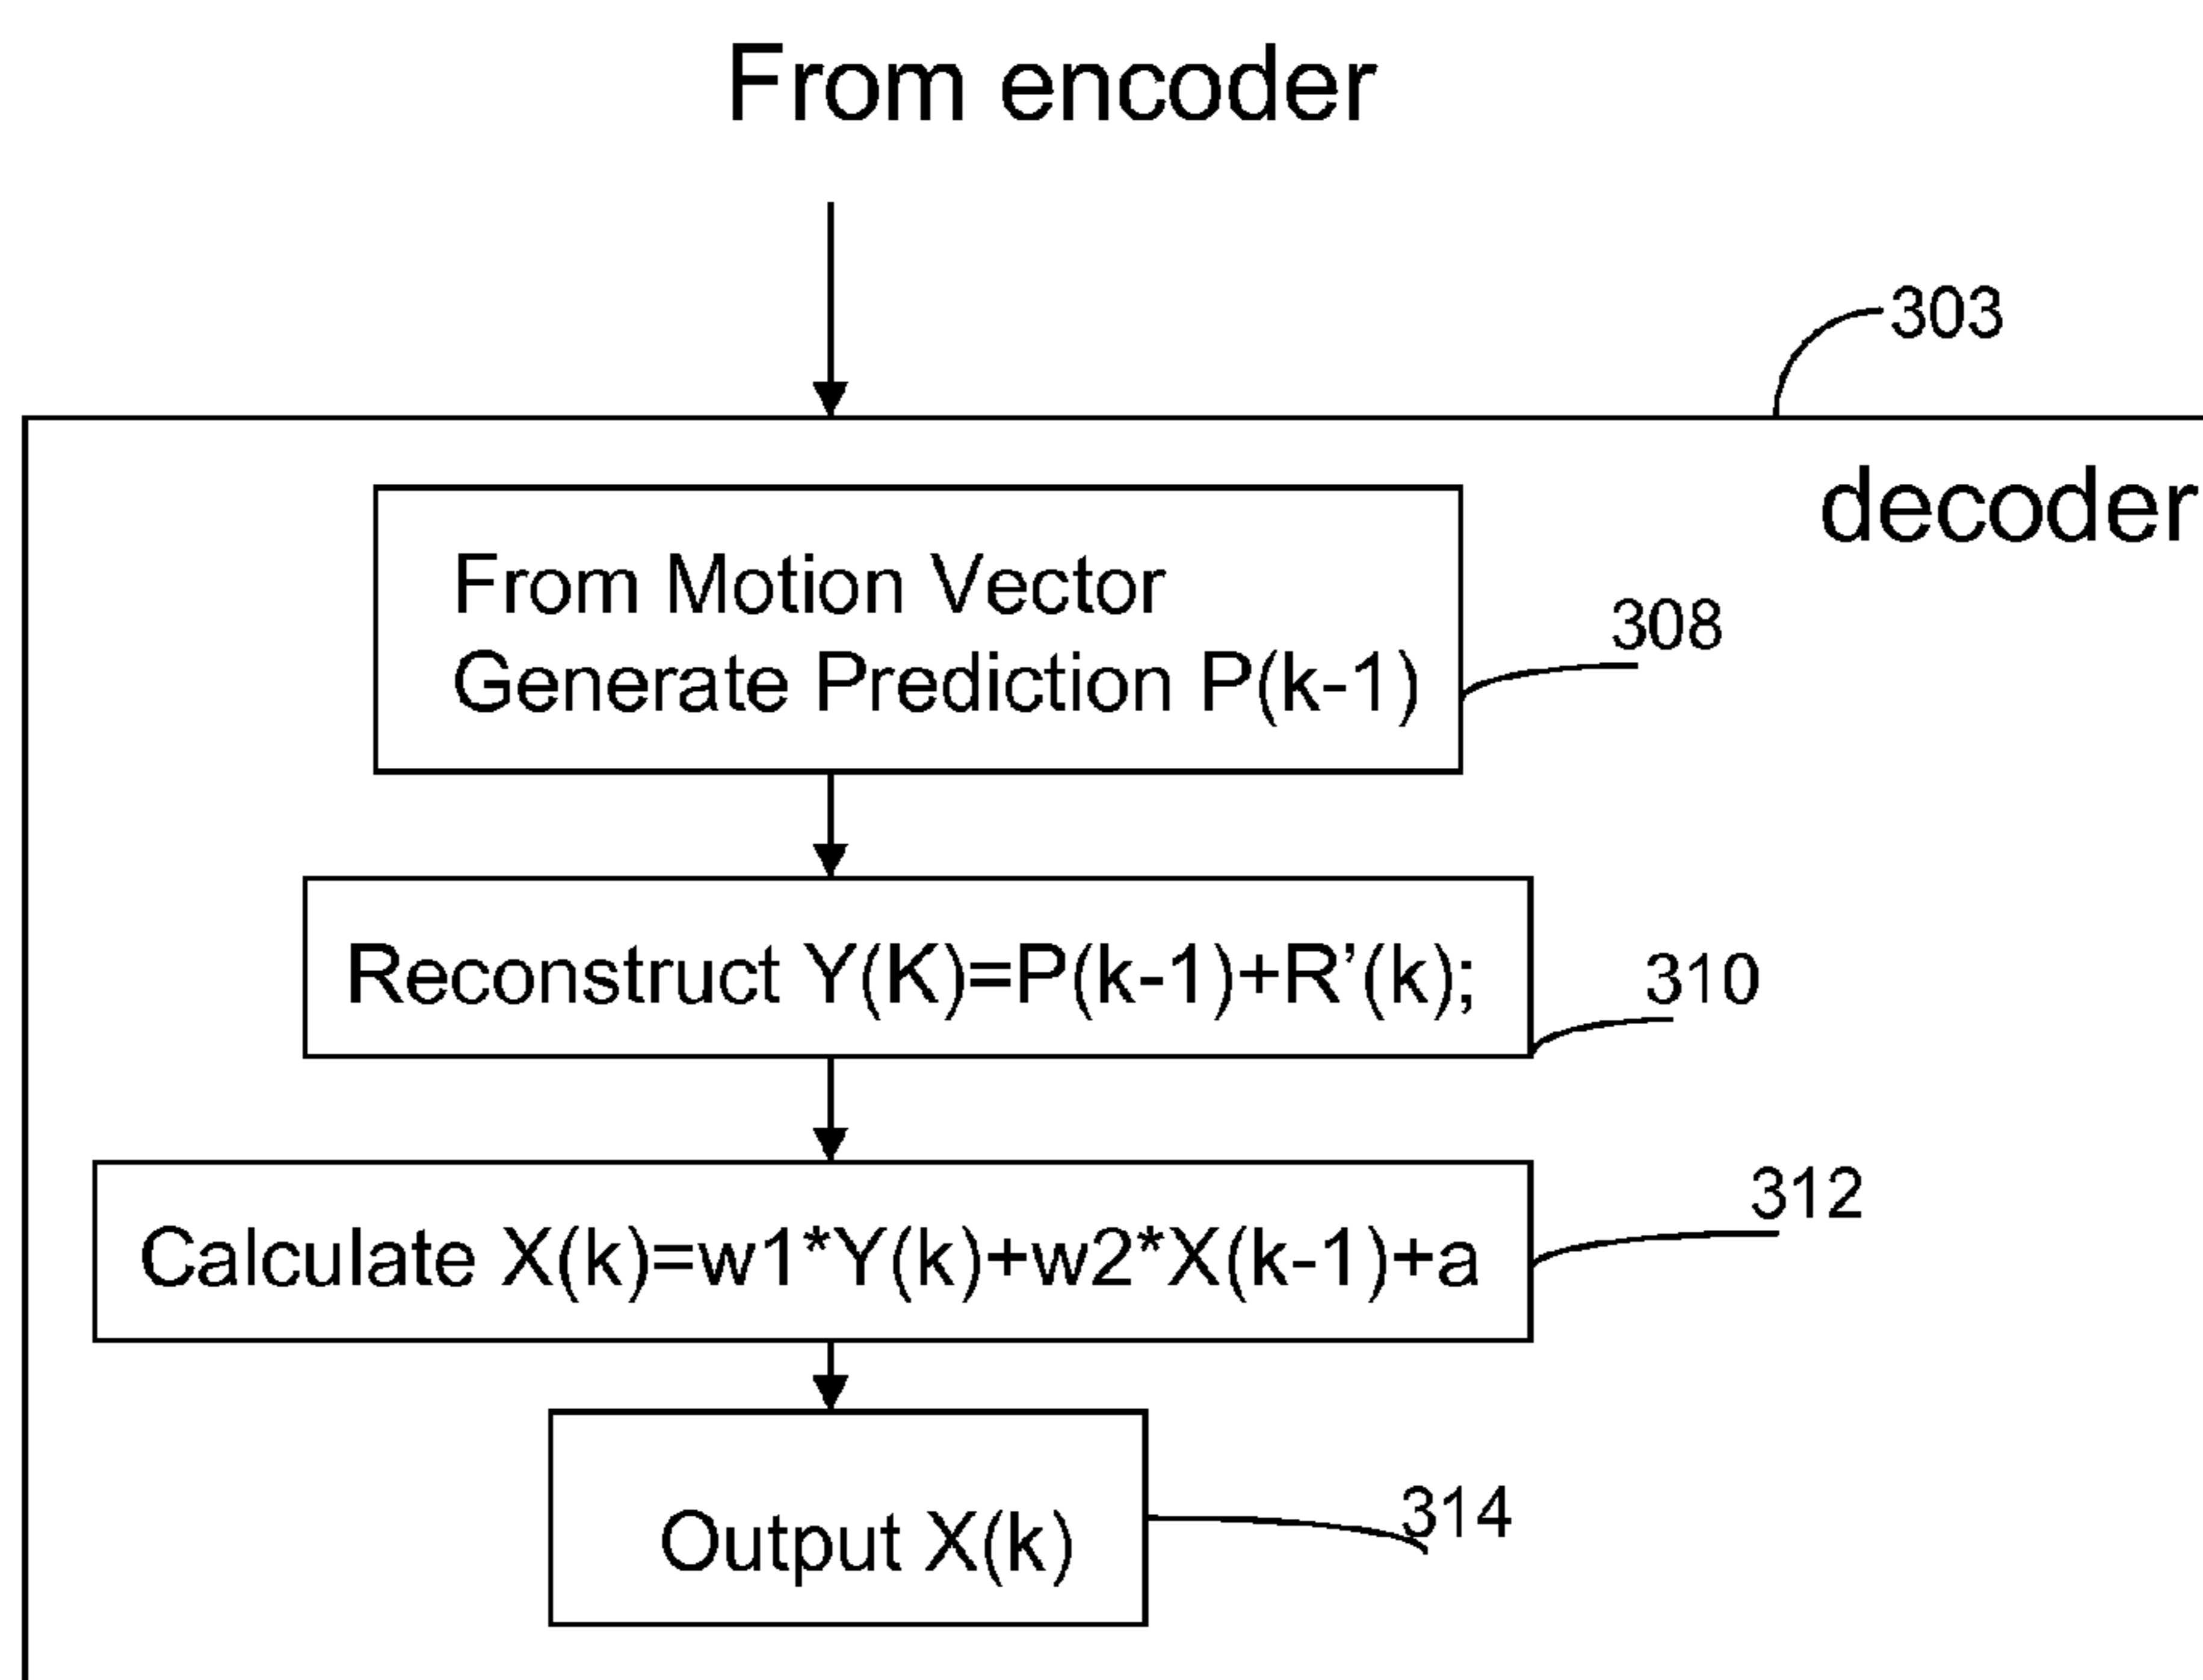 From encoder
303
decoder
From Motion Vector
Generate Prediction P(k-1)
308
Reconstruct Y(K)=P(k-1)+R'(k);
310
Calculate X(k)=w1*Y(k)+w2*X(k-1)+a
312
Output X(k)
314